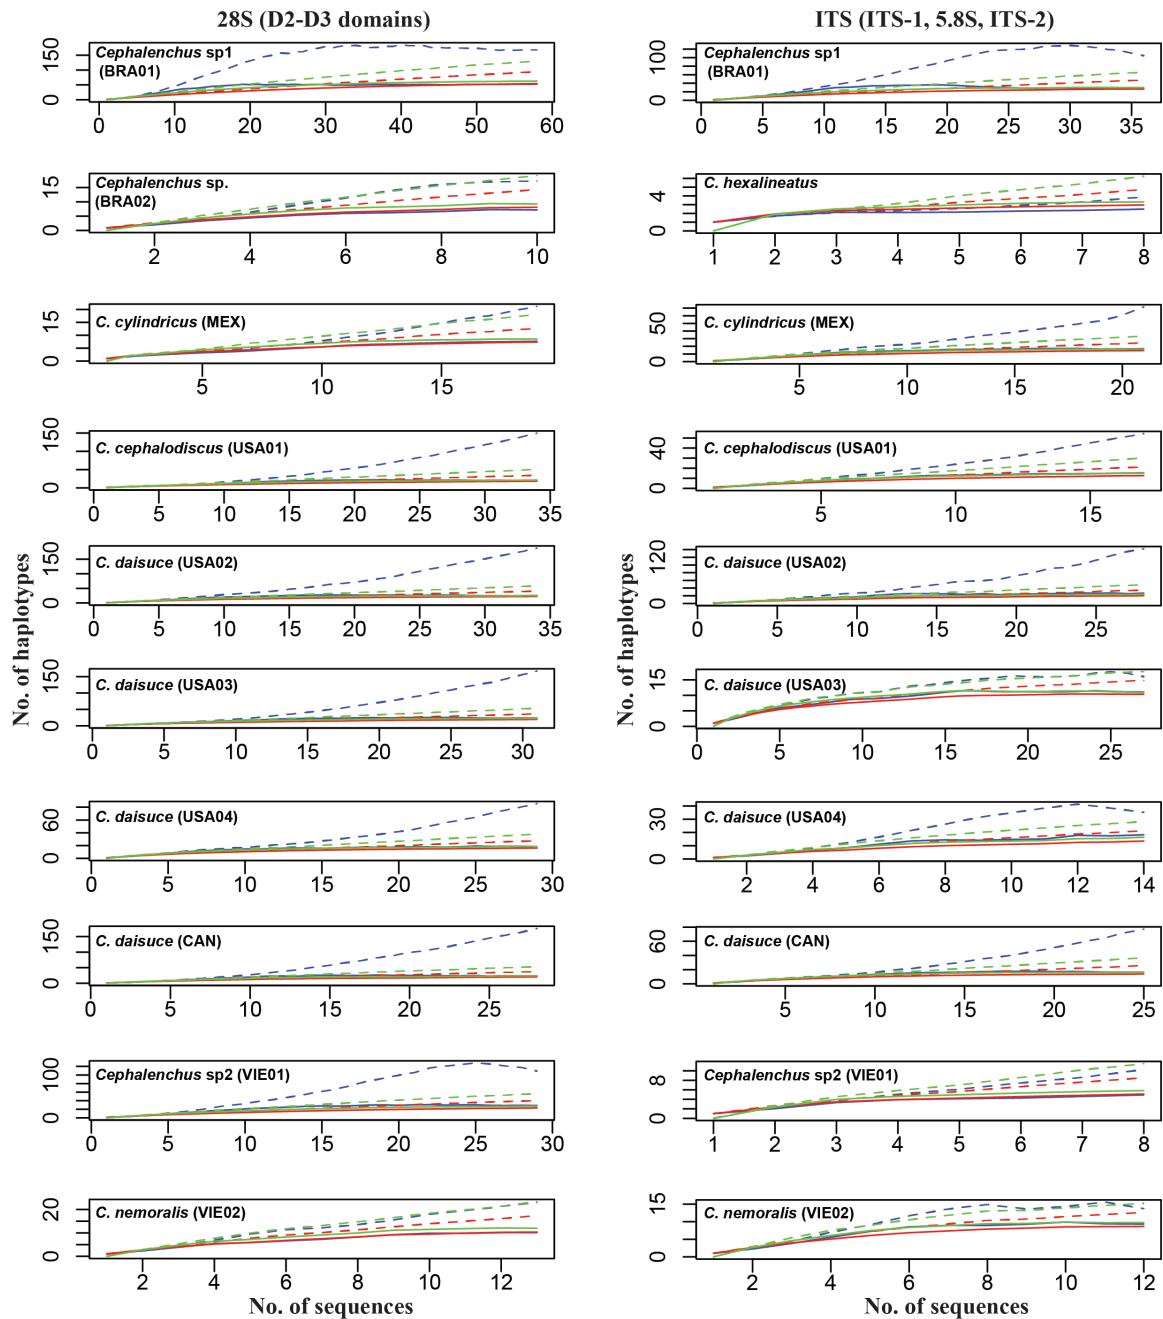 28S (D2-D3 domains)
150
100
50
0
Cephalenchus sp1
(BRA01)
0 10 20 30 40 50 60
15
0
Cephalenchus sp.
(BRA02)
2 4 6 8 10
15
0
C. cylindricus (MEX)
5 10 15
150
0
C. cephalodiscus (USA01)
0 5 10 15 20 25 30 35
150
0
C. daisuce (USA02)
0 5 10 15 20 25 30 35
150
0
C. daisuce (USA03)
0 5 10 15 20 25 30
60
0
C. daisuce (USA04)
0 5 10 15 20 25 30
150
0
C. daisuce (CAN)
0 5 10 15 20 25
100
0
Cephalenchus sp2 (VIE01)
0 5 10 15 20 25 30
20
0
C. nemoralis (VIE02)
2 4 6 8 10 12
No. of haplotypes
No. of sequences
ITS (ITS-1, 5.8S, ITS-2)
100
0
Cephalenchus sp1
(BRA01)
0 5 10 15 20 25 30 35
4
0
C. hexalineatus
1 2 3 4 5 6 7 8
50
0
C. cylindricus (MEX)
5 10 15 20
40
0
C. cephalodiscus (USA01)
5 10 15
120
0
C. daisuce (USA02)
0 5 10 15 20 25
15
0
C. daisuce (USA03)
0 5 10 15 20 25
30
0
C. daisuce (USA04)
2 4 6 8 10 12 14
60
0
C. daisuce (CAN)
5 10 15 20 25
8
0
Cephalenchus sp2 (VIE01)
1 2 3 4 5 6 7 8
15
0
C. nemoralis (VIE02)
2 4 6 8 10 12
No. of haplotypes
No. of sequences